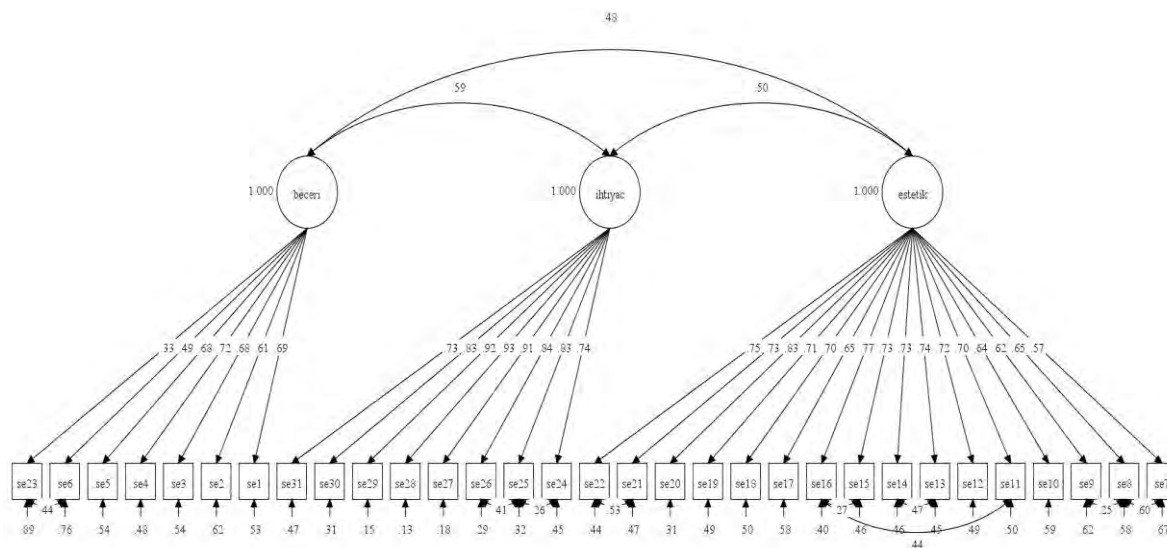 .48
.59 .50
1.000 beceri 1.000 ihtiyac 1.000 estetik
.33 .49 .68 .72 .68 .61 .69 .73 .83 .92 .93 .91 .84 .83 .74 .75 .73 .83 .71 .70 .65 .77 .73 .73 .74 .72 .70 .64 .62 .65 .57
se23 se6 se5 se4 se3 se2 se1 se31 se30 se29 se28 se27 se26 se25 se24 se22 se21 se20 se19 se18 se17 se16 se15 se14 se13 se12 se11 se10 se9 se8 se7
.44 .41 .26 .53 .27 .47 .25 .60
.89 .76 .54 .48 .54 .62 .53 .47 .31 .15 .13 .18 .29 .32 .45 .44 .47 .31 .49 .50 .58 .40 .46 .46 .45 .49 .50 .59 .62 .58 .67
.44